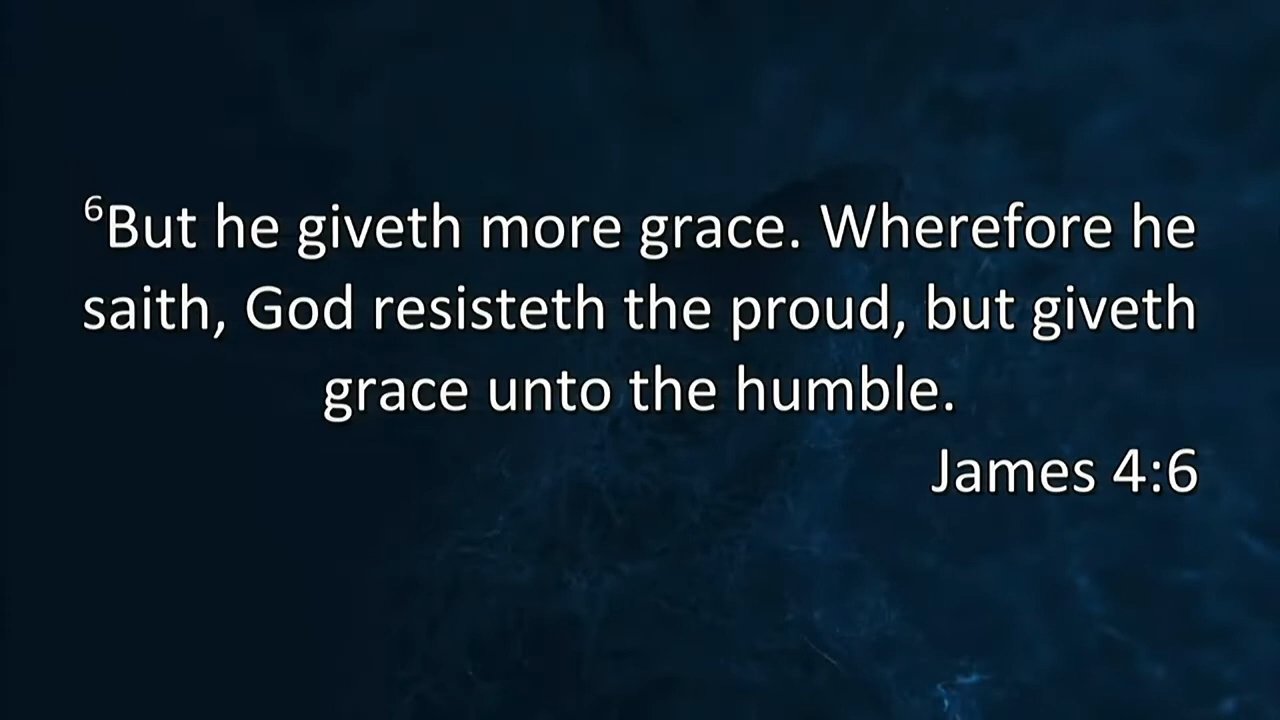 ⁶But he giveth more grace. Wherefore he
saith, God resisteth the proud, but giveth
grace unto the humble.
James 4:6